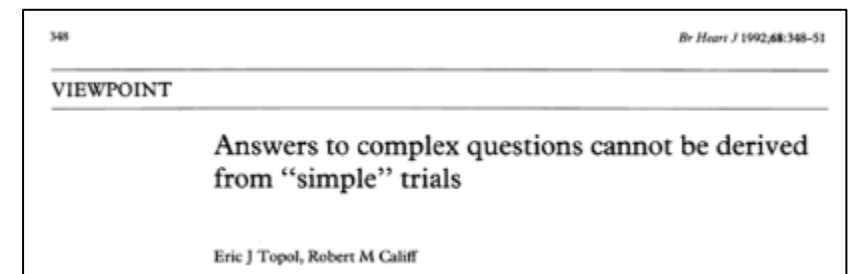 348
Br Heart J 1992;68:348–51
VIEWPOINT
Answers to complex questions cannot be derived
from “simple” trials
Eric J Topol, Robert M Califf